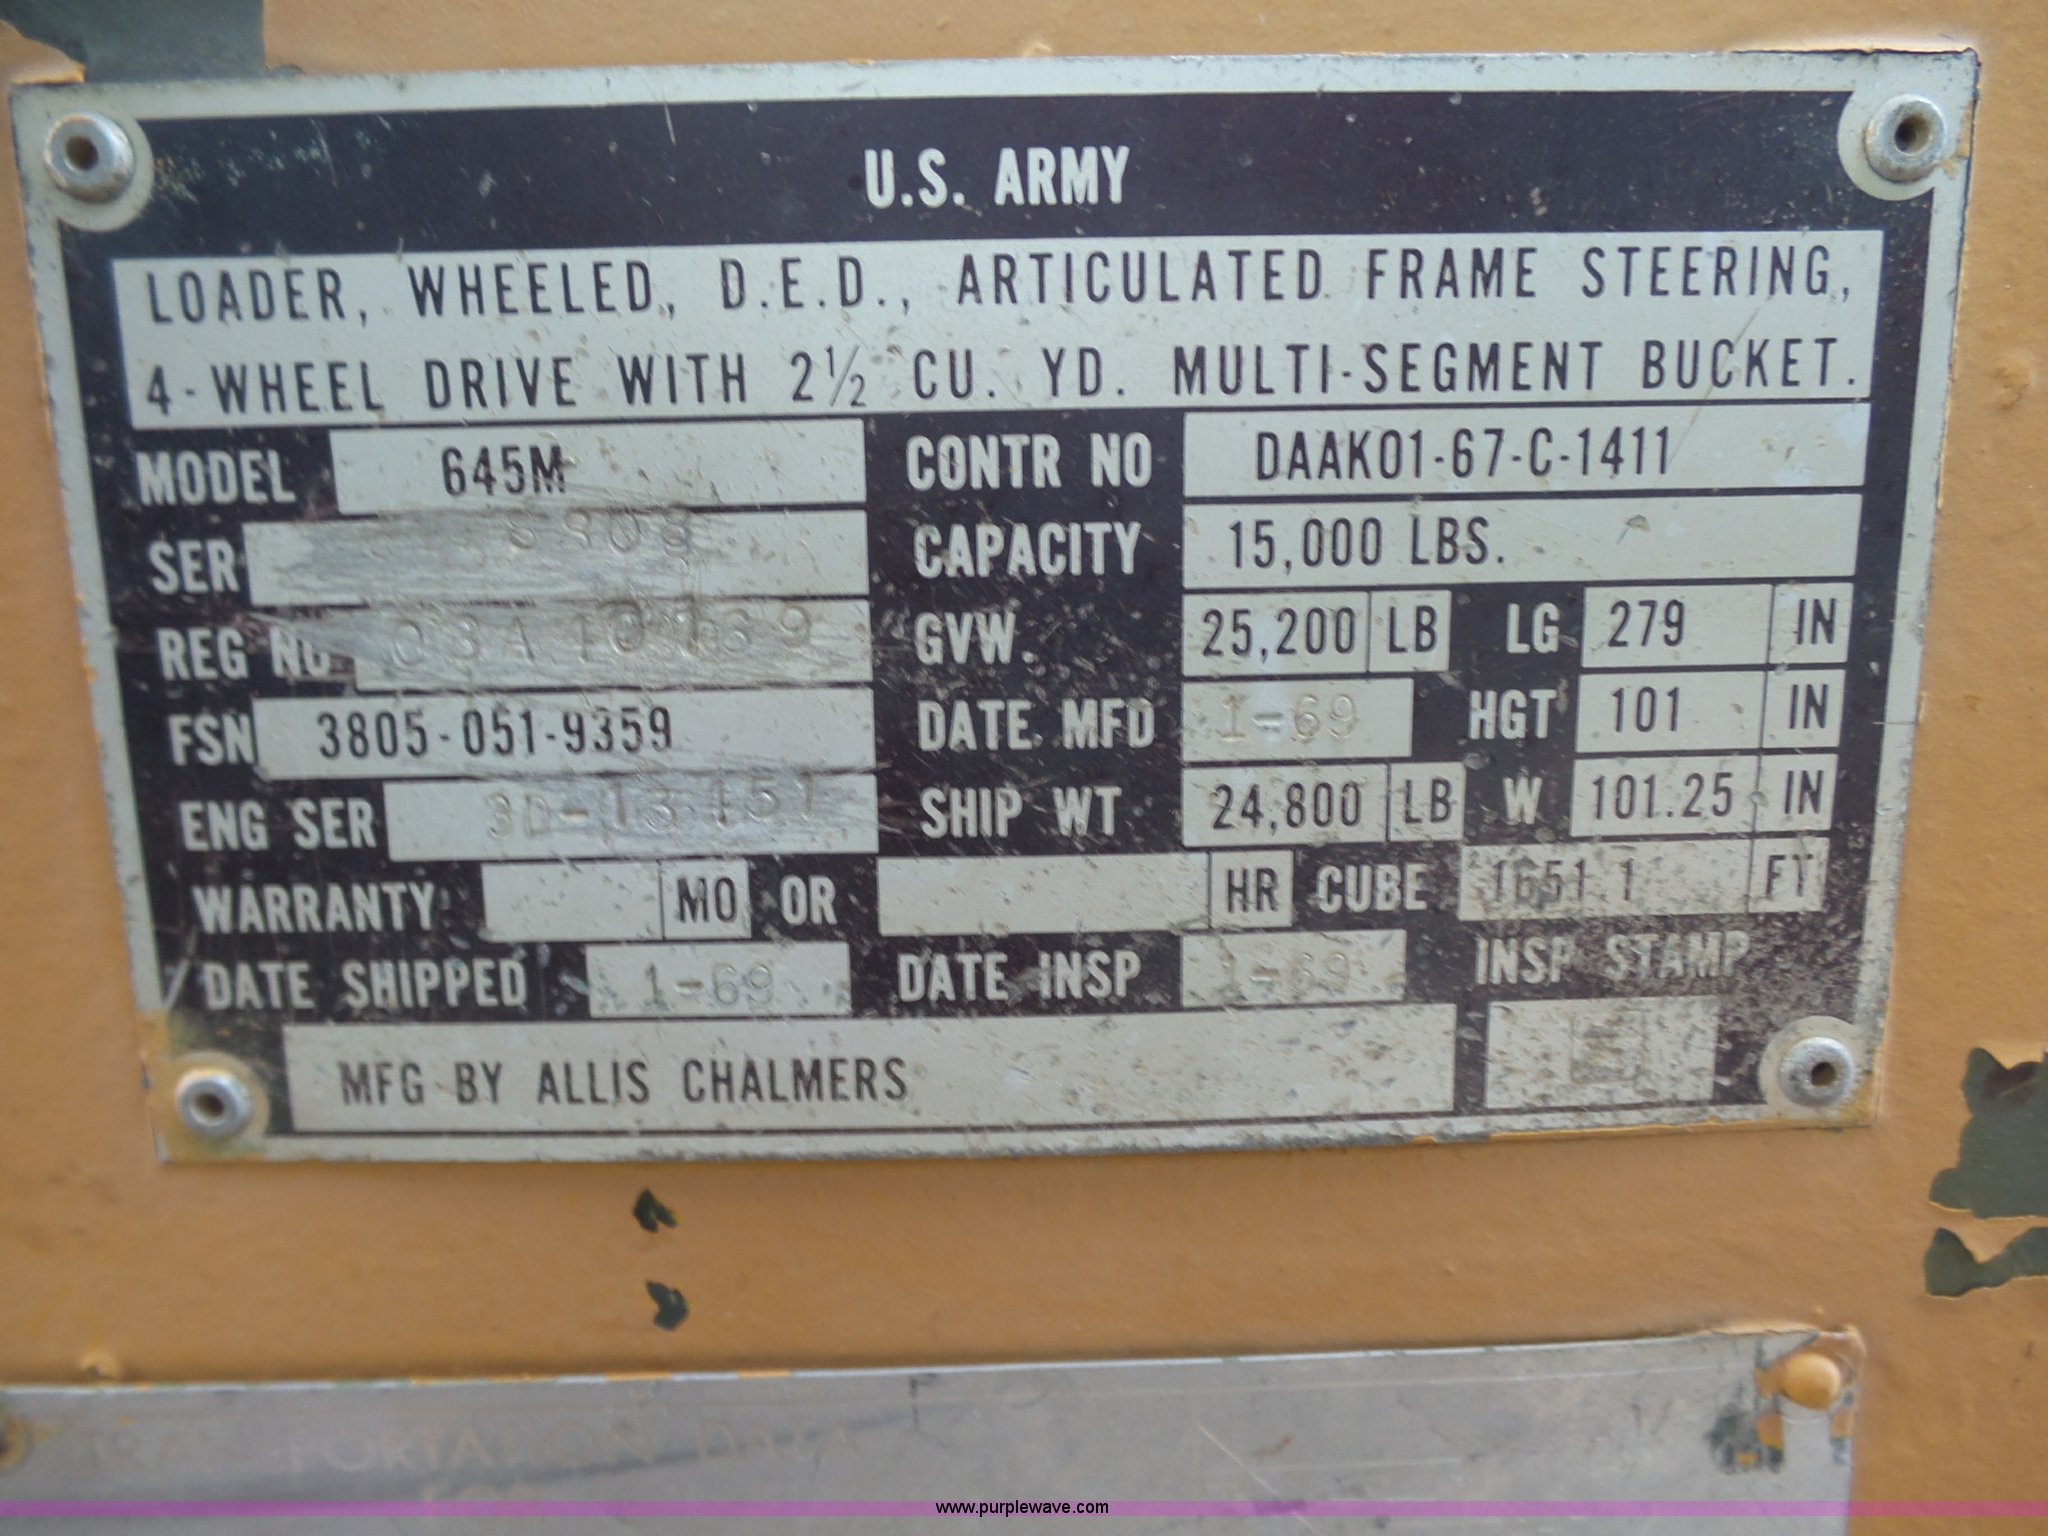 U.S. ARMY
LOADER, WHEELED, D.E.D., ARTICULATED FRAME STEERING,
4-WHEEL DRIVE WITH 2½ CU. YD. MULTI-SEGMENT BUCKET.
MODEL 645M CONTR NO DAAK01-67-C-1411
SER CAPACITY 15,000 LBS.
REG NO GVW. 25,200 LB LG 279 IN
FSN 3805-051-9359 DATE MFD 1-69 HGT 101 IN
ENG SER SHIP WT 24,800 LB W 101.25 IN
WARRANTY MO OR HR CUBE 1651.1 FT
DATE SHIPPED 1-69 DATE INSP 1-69 INSP STAMP
MFG BY ALLIS CHALMERS
TRANSPORTATION DATA
www.purplewave.com